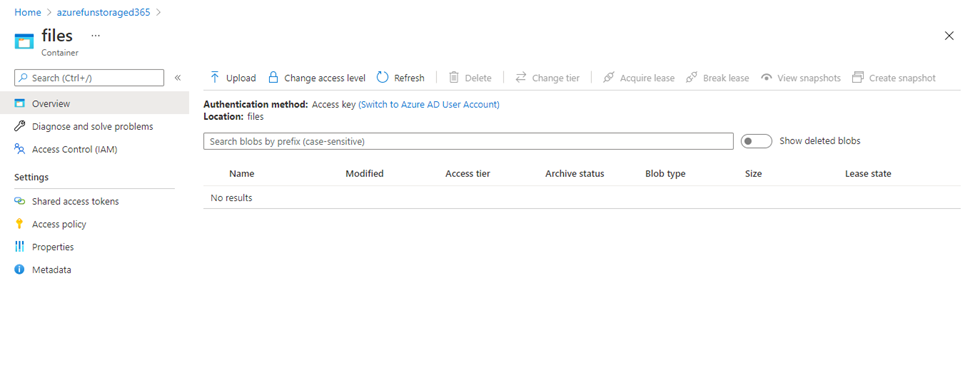 Home > azurefunstoraged365 >
files ...
Container
Search (Ctrl+/) «
Overview
Diagnose and solve problems
Access Control (IAM)
Settings
Shared access tokens
Access policy
Properties
Metadata
Upload Change access level Refresh Delete Change tier Acquire lease Break lease View snapshots Create snapshot
Authentication method: Access key (Switch to Azure AD User Account)
Location: files
Search blobs by prefix (case-sensitive) Show deleted blobs
Name Modified Access tier Archive status Blob type Size Lease state
No results